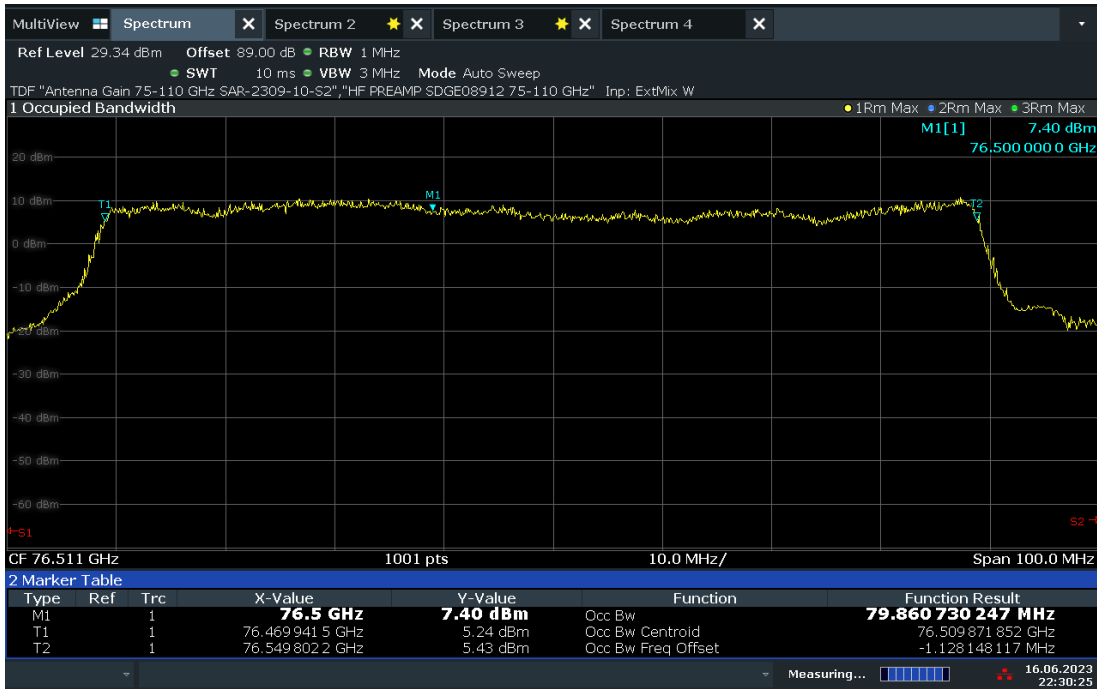 MultiView Spectrum Spectrum 2 Spectrum 3 Spectrum 4
Ref Level 29.34 dBm Offset 89.00 dB RBW 1 MHz
SWT 10 ms VBW 3 MHz Mode Auto Sweep
TDF "Antenna Gain 75-110 GHz SAR-2309-10-S2","HF PREAMP SDGE08912 75-110 GHz" Inp: ExtMix W
1 Occupied Bandwidth 1Rm Max 2Rm Max 3Rm Max
M1[1] 7.40 dBm
76.500 000 0 GHz
20 dBm
10 dBm
T1 M1 T2
0 dBm
-10 dBm
-20 dBm
-30 dBm
-40 dBm
-50 dBm
-60 dBm
S1 S2
CF 76.511 GHz 1001 pts 10.0 MHz/ Span 100.0 MHz
2 Marker Table
Type Ref Trc X-Value Y-Value Function Function Result
M1 1 76.5 GHz 7.40 dBm Occ Bw 79.860 730 247 MHz
T1 1 76.469 941 5 GHz 5.24 dBm Occ Bw Centroid 76.509 871 852 GHz
T2 1 76.549 802 2 GHz 5.43 dBm Occ Bw Freq Offset -1.128 148 117 MHz
Measuring... 16.06.2023
22:30:25